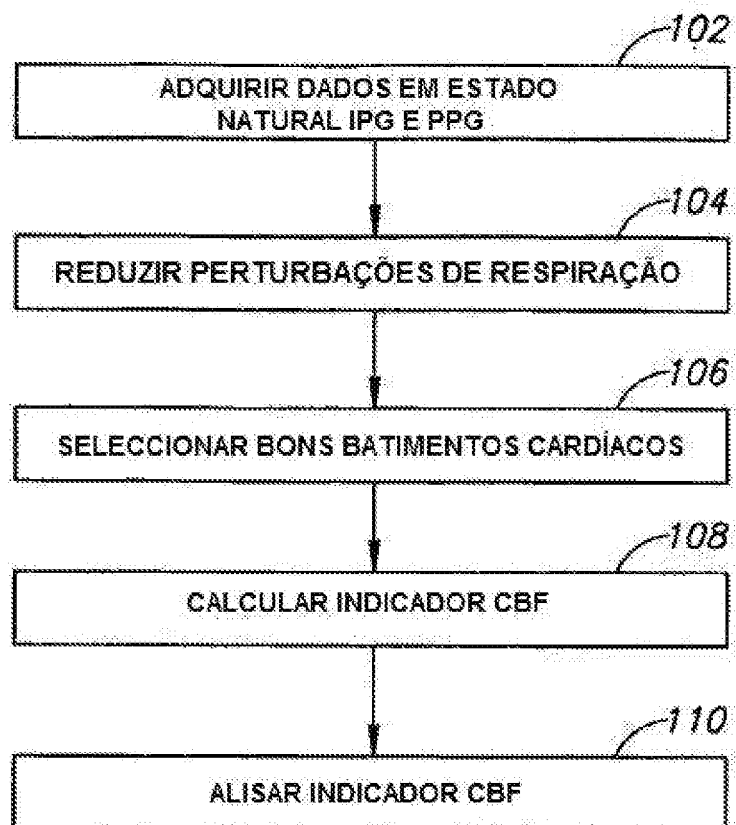 102
ADQUIRIR DADOS EM ESTADO
NATURAL IPG E PPG
104
REDUZIR PERTURBAÇÕES DE RESPIRAÇÃO
106
SELECCIONAR BONS BATIMENTOS CARDÍACOS
108
CALCULAR INDICADOR CBF
110
ALISAR INDICADOR CBF